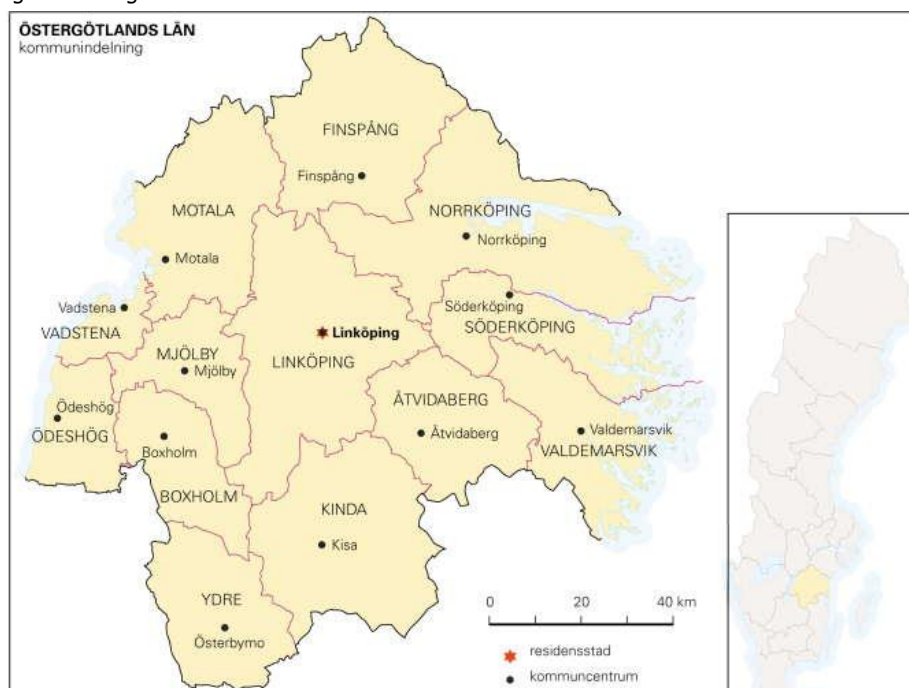 ÖSTERGÖTLANDS LÄN
kommunindelning
FINSPÅNG
Finspång
MOTALA
NORRKÖPING
Norrköping
Motala
Söderköping
Vadstena
SÖDERKÖPING
VADSTENA
Linköping
MJÖLBY
LINKÖPING
Mjölby
ÅTVIDABERG
Ödeshög
Valdemarsvik
ÖDESHÖG
Åtvidaberg
Boxholm
VALDEMARSVIK
BOXHOLM
KINDA
Kisa
YDRE
0 20 40 km
Österbymo
residensstad
kommuncentrum